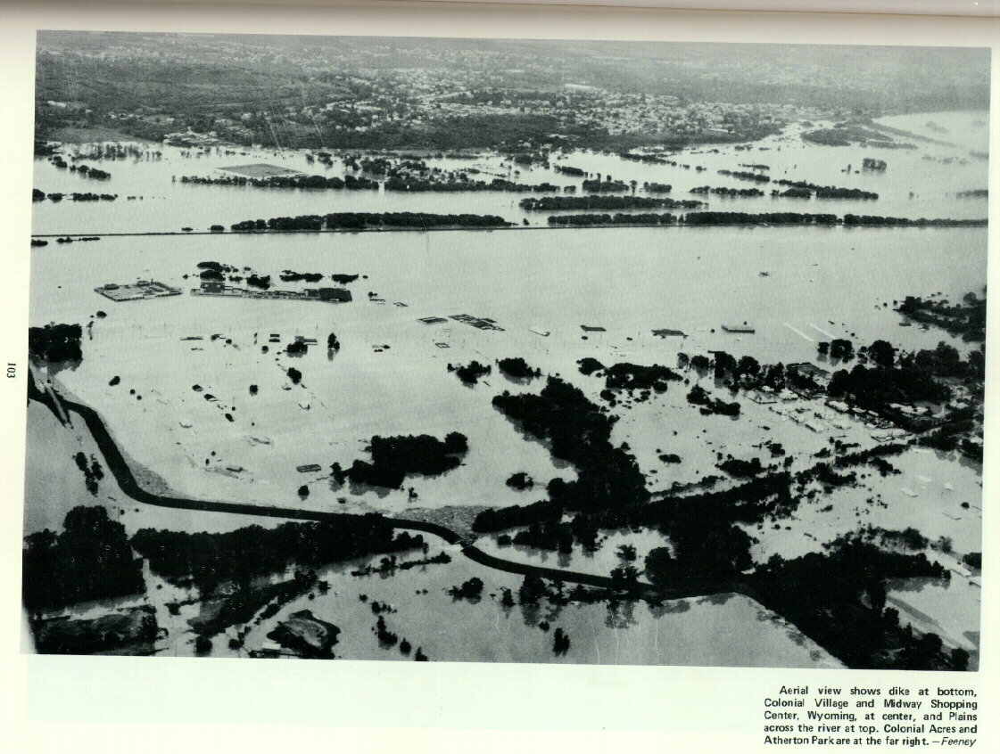 103
Aerial view shows dike at bottom,
Colonial Village and Midway Shopping
Center, Wyoming, at center, and Plains
across the river at top. Colonial Acres and
Atherton Park are at the far right. —Feeney